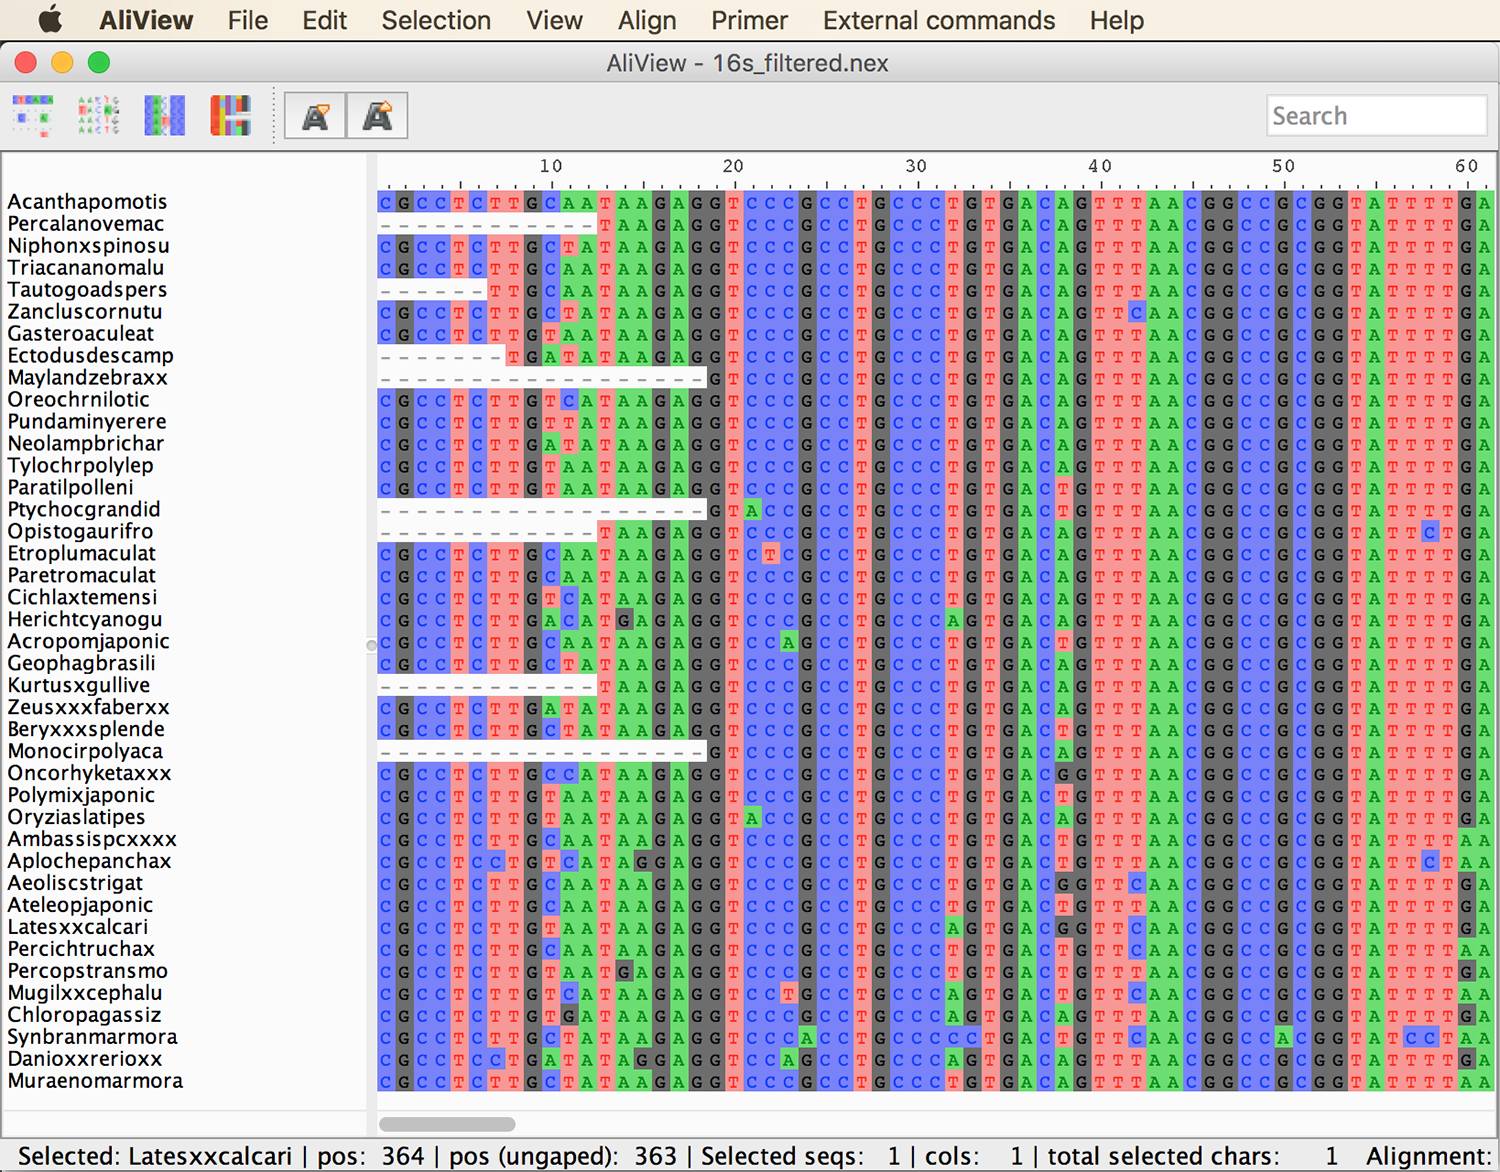 AliView File Edit Selection View Align Primer External commands Help
AliView - 16s_filtered.nex
Search
10 20 30 40 50 60
Acanthapomotis CGCCTCTTGCAATAAGAGGTCCCGCCTGCCCTGTGACAGTTTAACGGCCGCGGTATTTTGA
Percalanovemac ------------TAAGAGGTCCCGCCTGCCCTGTGACAGTTTAACGGCCGCGGTATTTTGA
Niphonxspinosu CGCCTCTTGCTATAAGAGGTCCCGCCTGCCCTGTGACAGTTTAACGGCCGCGGTATTTTGA
Triacananomalu CGCCTCTTGCAATAAGAGGTCCCGCCTGCCCTGTGACAGTTTAACGGCCGCGGTATTTTGA
Tautogoadspers ------TTGCAATAAGAGGTCCCGCCTGCCCTGTGACAGTTTAACGGCCGCGGTATTTTGA
Zancluscornutu CGCCTCTTGCTATAAGAGGTCCCGCCTGCCCTGTGACAGTTCAACGGCCGCGGTATTTTGA
Gasteroaculeat CGCCTCTTGTAATAAGAGGTCCCGCCTGCCCTGTGACAGTTTAACGGCCGCGGTATTTTGA
Ectodusdescamp -------TGATATAAGAGGTCCCGCCTGCCCTGTGACAGTTTAACGGCCGCGGTATTTTGA
Maylandzebraxx ------------------GTCCCGCCTGCCCTGTGACAGTTTAACGGCCGCGGTATTTTGA
Oreochrnilotic CGCCTCTTGTCATAAGAGGTCCCGCCTGCCCTGTGACAGTTTAACGGCCGCGGTATTTTGA
Pundaminyerere CGCCTCTTGTTATAAGAGGTCCCGCCTGCCCTGTGACAGTTTAACGGCCGCGGTATTTTGA
Neolampbrichar CGCCTCTTGATATAAGAGGTCCCGCCTGCCCTGTGACAGTTTAACGGCCGCGGTATTTTGA
Tylochrpolylep CGCCTCTTGTAATAAGAGGTCCCGCCTGCCCTGTGACAGTTTAACGGCCGCGGTATTTTGA
Paratilpolleni CGCCTCTTGTAATAAGAGGTCCCGCCTGCCCTGTGACTGTTTAACGGCCGCGGTATTTTGA
Ptychocgrandid ------------------GTACCGCCTGCCCTGTGACTGTTTAACGGCCGCGGTATTTTGA
Opistogaurifro ------------TAAGAGGTCCCGCCTGCCCTGTGACAGTTTAACGGCCGCGGTATTCTGA
Etroplumaculat CGCCTCTTGCAATAAGAGGTCTCGCCTGCCCTGTGACAGTTTAACGGCCGCGGTATTTTGA
Paretromaculat CGCCTCTTGCAATAAGAGGTCCCGCCTGCCCTGTGACAGTTTAACGGCCGCGGTATTTTGA
Cichlaxtemensi CGCCTCTTGTCATAAGAGGTCCCGCCTGCCCTGTGACAGTTTAACGGCCGCGGTATTTTGA
Herichtcyanogu CGCCTCTTGACATGAGAGGTCCCGCCTGCCCAGTGACAGTTTAACGGCCGCGGTATTTTGA
Acropomjaponic CGCCTCTTGCAATAAGAGGTCCAGCCTGCCCTGTGACTGTTTAACGGCCGCGGTATTTTGA
Geophagbrasili CGCCTCTTGCTATAAGAGGTCCCGCCTGCCCTGTGACAGTTTAACGGCCGCGGTATTTTGA
Kurtusxgullive ------------TAAGAGGTCCCGCCTGCCCTGTGACAGTTTAACGGCCGCGGTATTTTGA
Zeusxxxfaberxx CGCCTCTTGATATAAGAGGTCCCGCCTGCCCTGTGACAGTTTAACGGCCGCGGTATTTTGA
Beryxxxsplende CGCCTCTTGCTATAAGAGGTCCCGCCTGCCCTGTGACTGTTTAACGGCCGCGGTATTTTGA
Monocirpolyaca ------------------GTCCCGCCTGCCCTGTGACAGTTTAACGGCCGCGGTATTTTGA
Oncorhyketaxxx CGCCTCTTGCCATAAGAGGTCCCGCCTGCCCTGTGACGGTTTAACGGCCGCGGTATTTTGA
Polymixjaponic CGCCTCTTGTAATAAGAGGTCCCGCCTGCCCTGTGACTGTTTAACGGCCGCGGTATTTTGA
Oryziaslatipes CGCCTCTTGTAATAAGAGGTACCGCCTGCCCTGTGACAGTTTAACGGCCGCGGTATTTTGA
Ambassispcxxxx CGCCTCTTGCAATAAGAGGTCCCGCCTGCCCTGTGACTGTTTAACGGCCGCGGTATTTTAA
Aplochepanchax CGCCTCCTGTCATAGGAGGTCCCGCCTGCCCTGTGACTGTTTAACGGCCGCGGTATTCTAA
Aeoliscstrigat CGCCTCTTGCAATAAGAGGTCCCGCCTGCCCTGTGACGGTTCAACGGCCGCGGTATTTTGA
Ateleopjaponic CGCCTCTTGCAATAAGAGGTCCCGCCTGCCCTGTGACTGTTTAACGGCCGCGGTATTTTGA
Latesxxcalcari CGCCTCTTGTAATAAGAGGTCCCGCCTGCCCAGTGACGGTTCAACGGCCGCGGTATTTTGA
Percichtruchax CGCCTCTTGCAATAAGAGGTCCCGCCTGCCCTGTGACTGTTCAACGGCCGCGGTATTTTAA
Percopstransmo CGCCTCTTGTAATGAGAGGTCCCGCCTGCCCTGTGACTGTTTAACGGCCGCGGTATTTTGA
Mugilxxcephalu CGCCTCTTGTCATAAGAGGTCCTGCCTGCCCAGTGACTGTTCAACGGCCGCGGTATTTTAA
Chloropagassiz CGCCTCTTGTGATAAGAGGTCCCGCCTGCCCAGTGACAGTTTAACGGCCGCGGTATTTTGA
Synbranmarmora CGCCTCTTGCTATAAGAGGTCCCACCTGCCCCCTGACTGTTCAACGGCCACGGTATCCTAA
Danioxxrerioxx CGCCTCCTGATATAGGAGGTCCAGCCTGCCCAGTGACAGTTTAACGGCCGCGGTATTTTGA
Muraenomarmora CGCCTCTTGCTATAAGAGGTCCCGCCTGCCCTGTGACAGTTTAACGGCCGCGGTATTTTAA
Selected: Latesxxcalcari | pos: 364 | pos (ungaped): 363 | Selected seqs: 1 | cols: 1 | total selected chars: 1 Alignment: